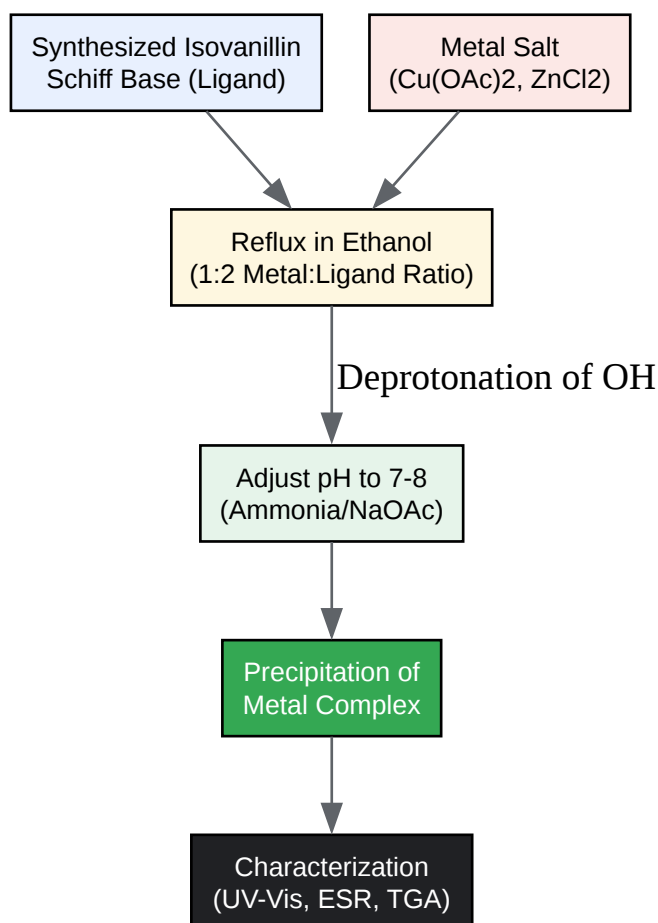 Synthesized Isovanillin
Schiff Base (Ligand)
Metal Salt
(Cu(OAc)2, ZnCl2)
Reflux in Ethanol
(1:2 Metal:Ligand Ratio)
Deprotonation of OH
Adjust pH to 7-8
(Ammonia/NaOAc)
Precipitation of
Metal Complex
Characterization
(UV-Vis, ESR, TGA)